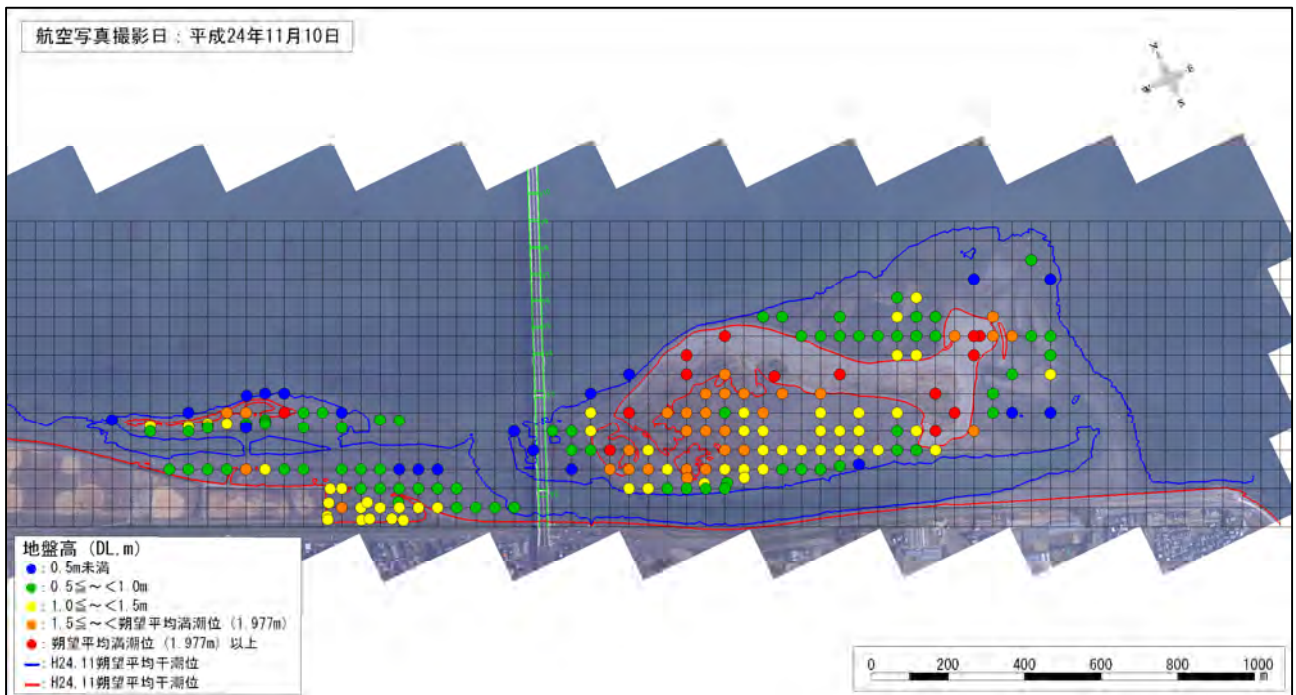 航空写真撮影日：平成24年11月10日
N
E
W
S
地盤高 (DL,m)
●：0.5m未満
●：0.5≦～<1.0m
●：1.0≦～<1.5m
●：1.5≦～<朔望平均満潮位 (1.977m)
●：朔望平均満潮位 (1.977m) 以上
―：H24.11朔望平均干潮位
―：H24.11朔望平均干潮位
0 200 400 600 800 1000
m